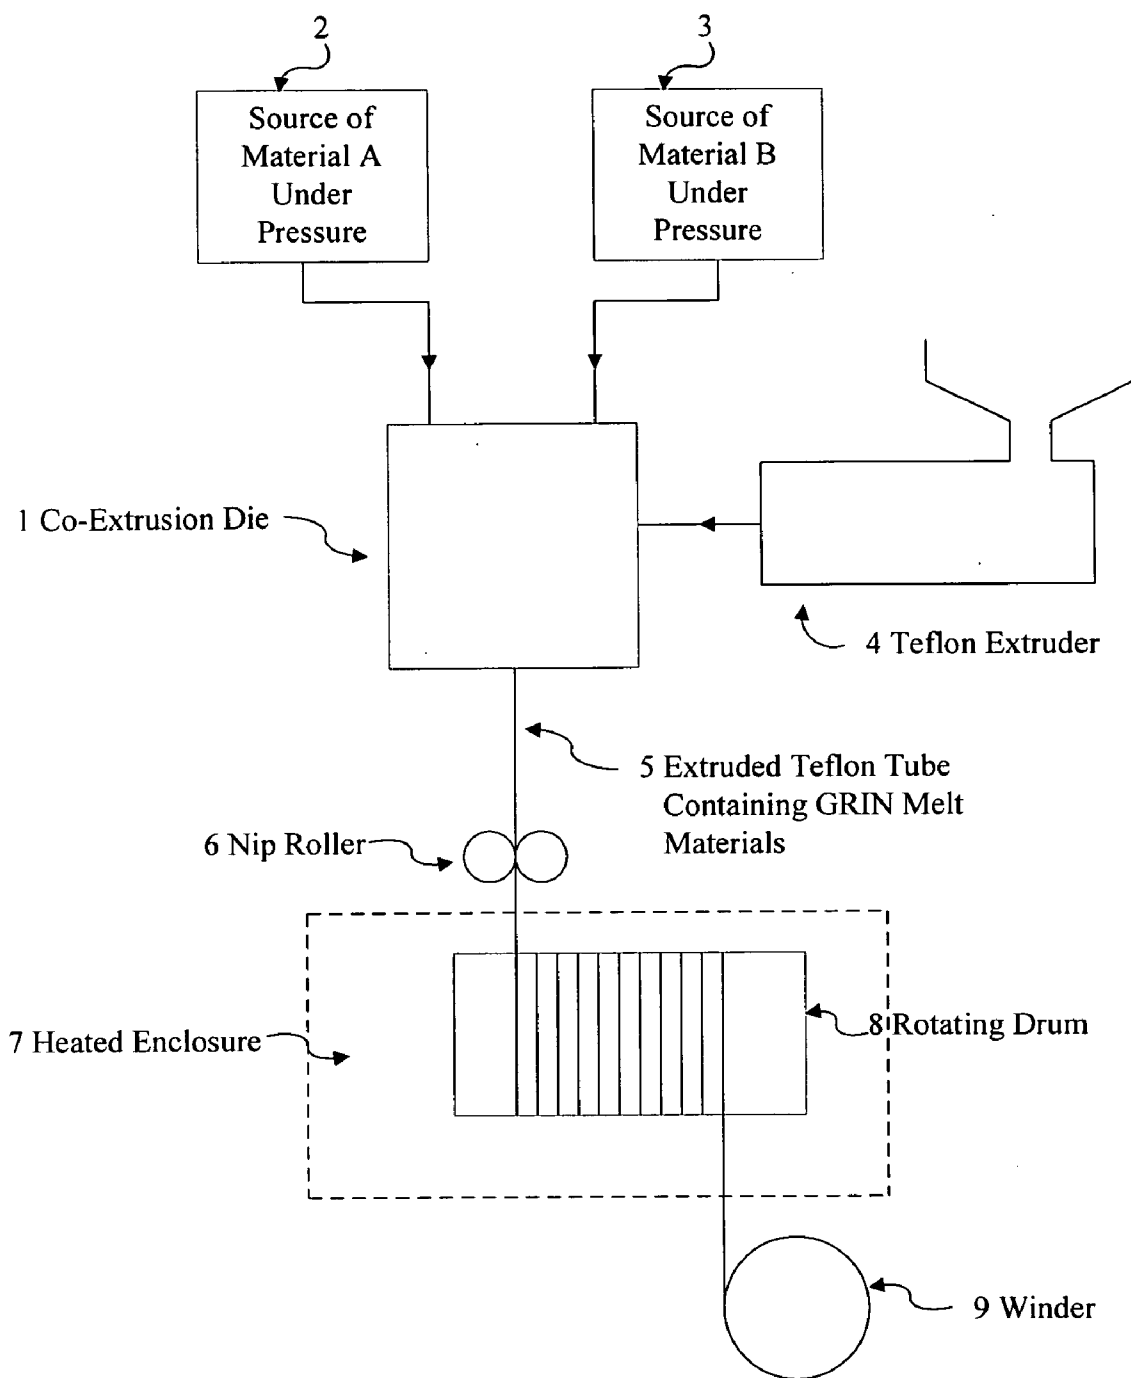 2
3
Source of
Material A
Under
Pressure
Source of
Material B
Under
Pressure
1 Co-Extrusion Die
4 Teflon Extruder
5 Extruded Teflon Tube
Containing GRIN Melt
Materials
6 Nip Roller
7 Heated Enclosure
8 Rotating Drum
9 Winder